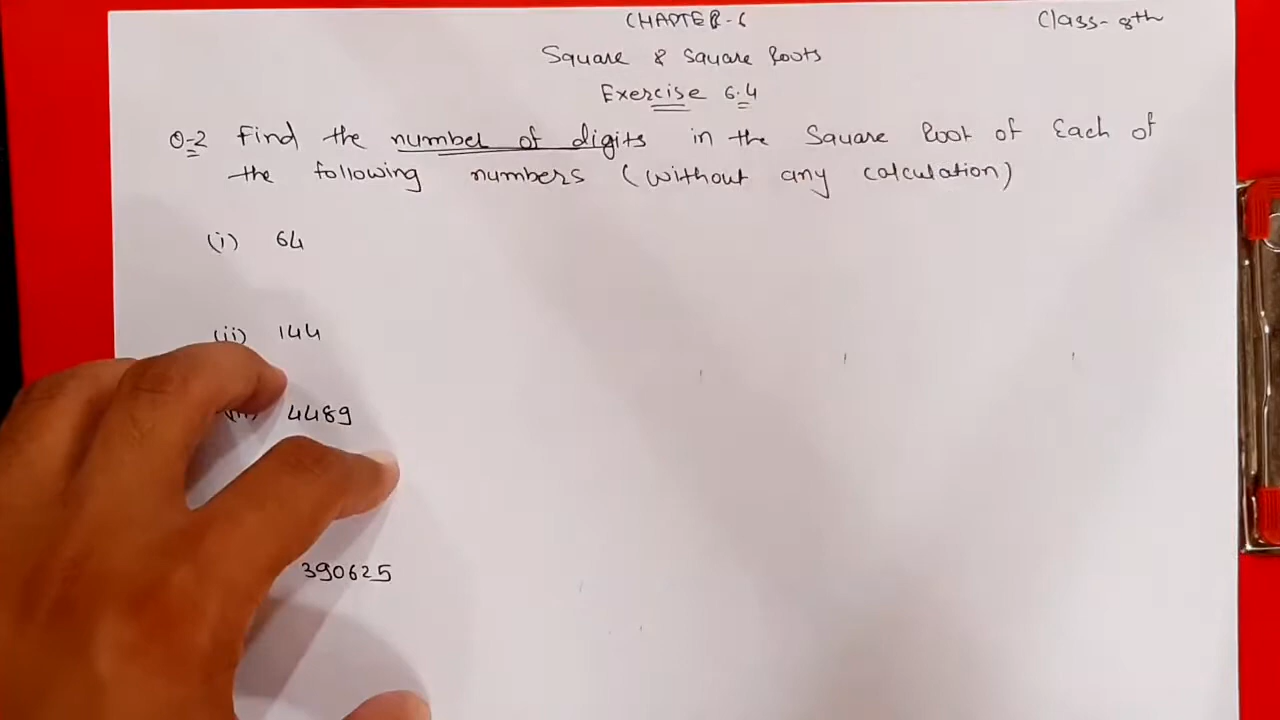 CHAPTER-6
Class-8th
Square & Square Roots
Exercise 6.4
Q-2 Find the number of digits in the Square Root of Each of
the following numbers (without any calculation)
(i) 64
(ii) 144
4489
390625